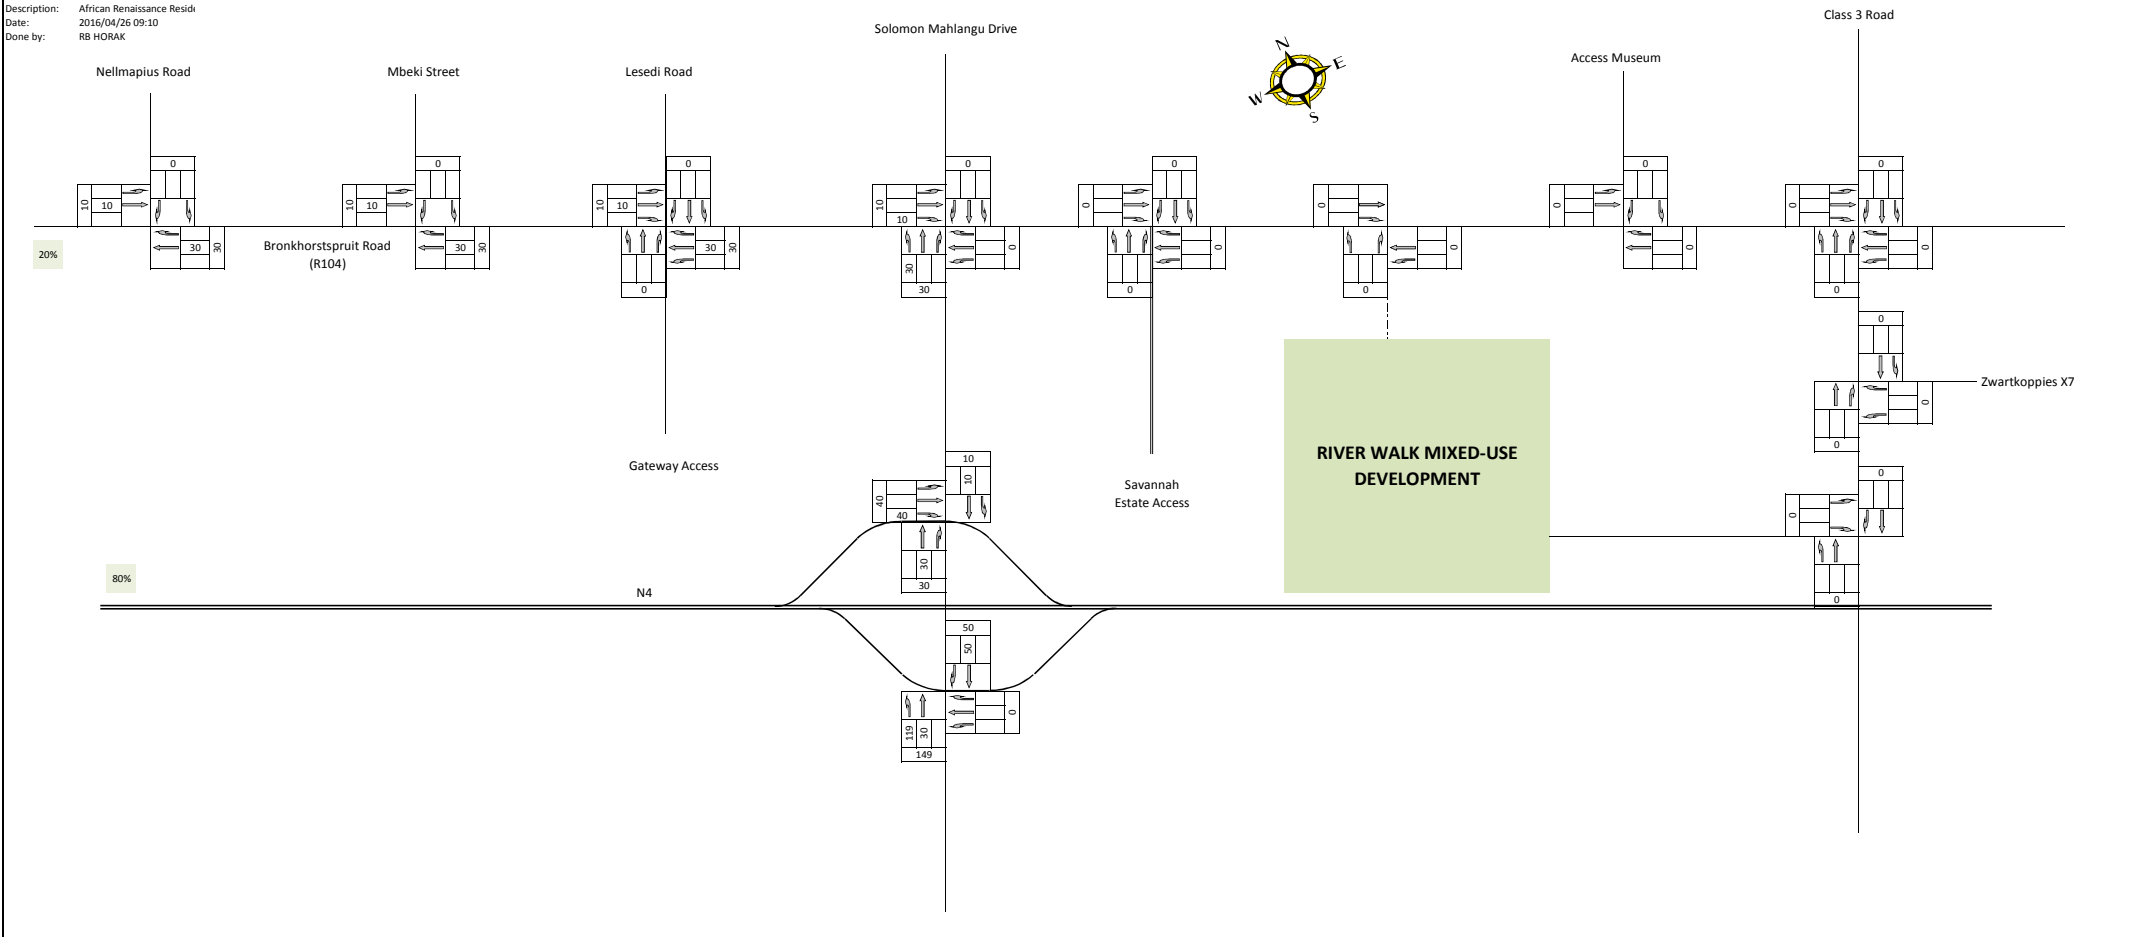 Description: African Renaissance Resid
Date: 2016/04/26 09:10
Done by: RB HORAK
Class 3 Road
Solomon Mahlangu Drive
Access Museum
Nellmapius Road
Mbeki Street
Lesedi Road
N
E
W
S
0 0 0 0 0 0 0
10 10 10 10 10 10 10 0 0 0 0
10
20%
30 30
Bronkhorstspruit Road
(R104)
30 30 30 30 0 0 0 0 0
30
0 30 0 0 0
0
Zwartkoppies X7
0
0
RIVER WALK MIXED-USE
DEVELOPMENT
Gateway Access
Savannah
Estate Access
10
10
40
40
0
0
30
30
80%
N4
0
50
50
0
119 30
149